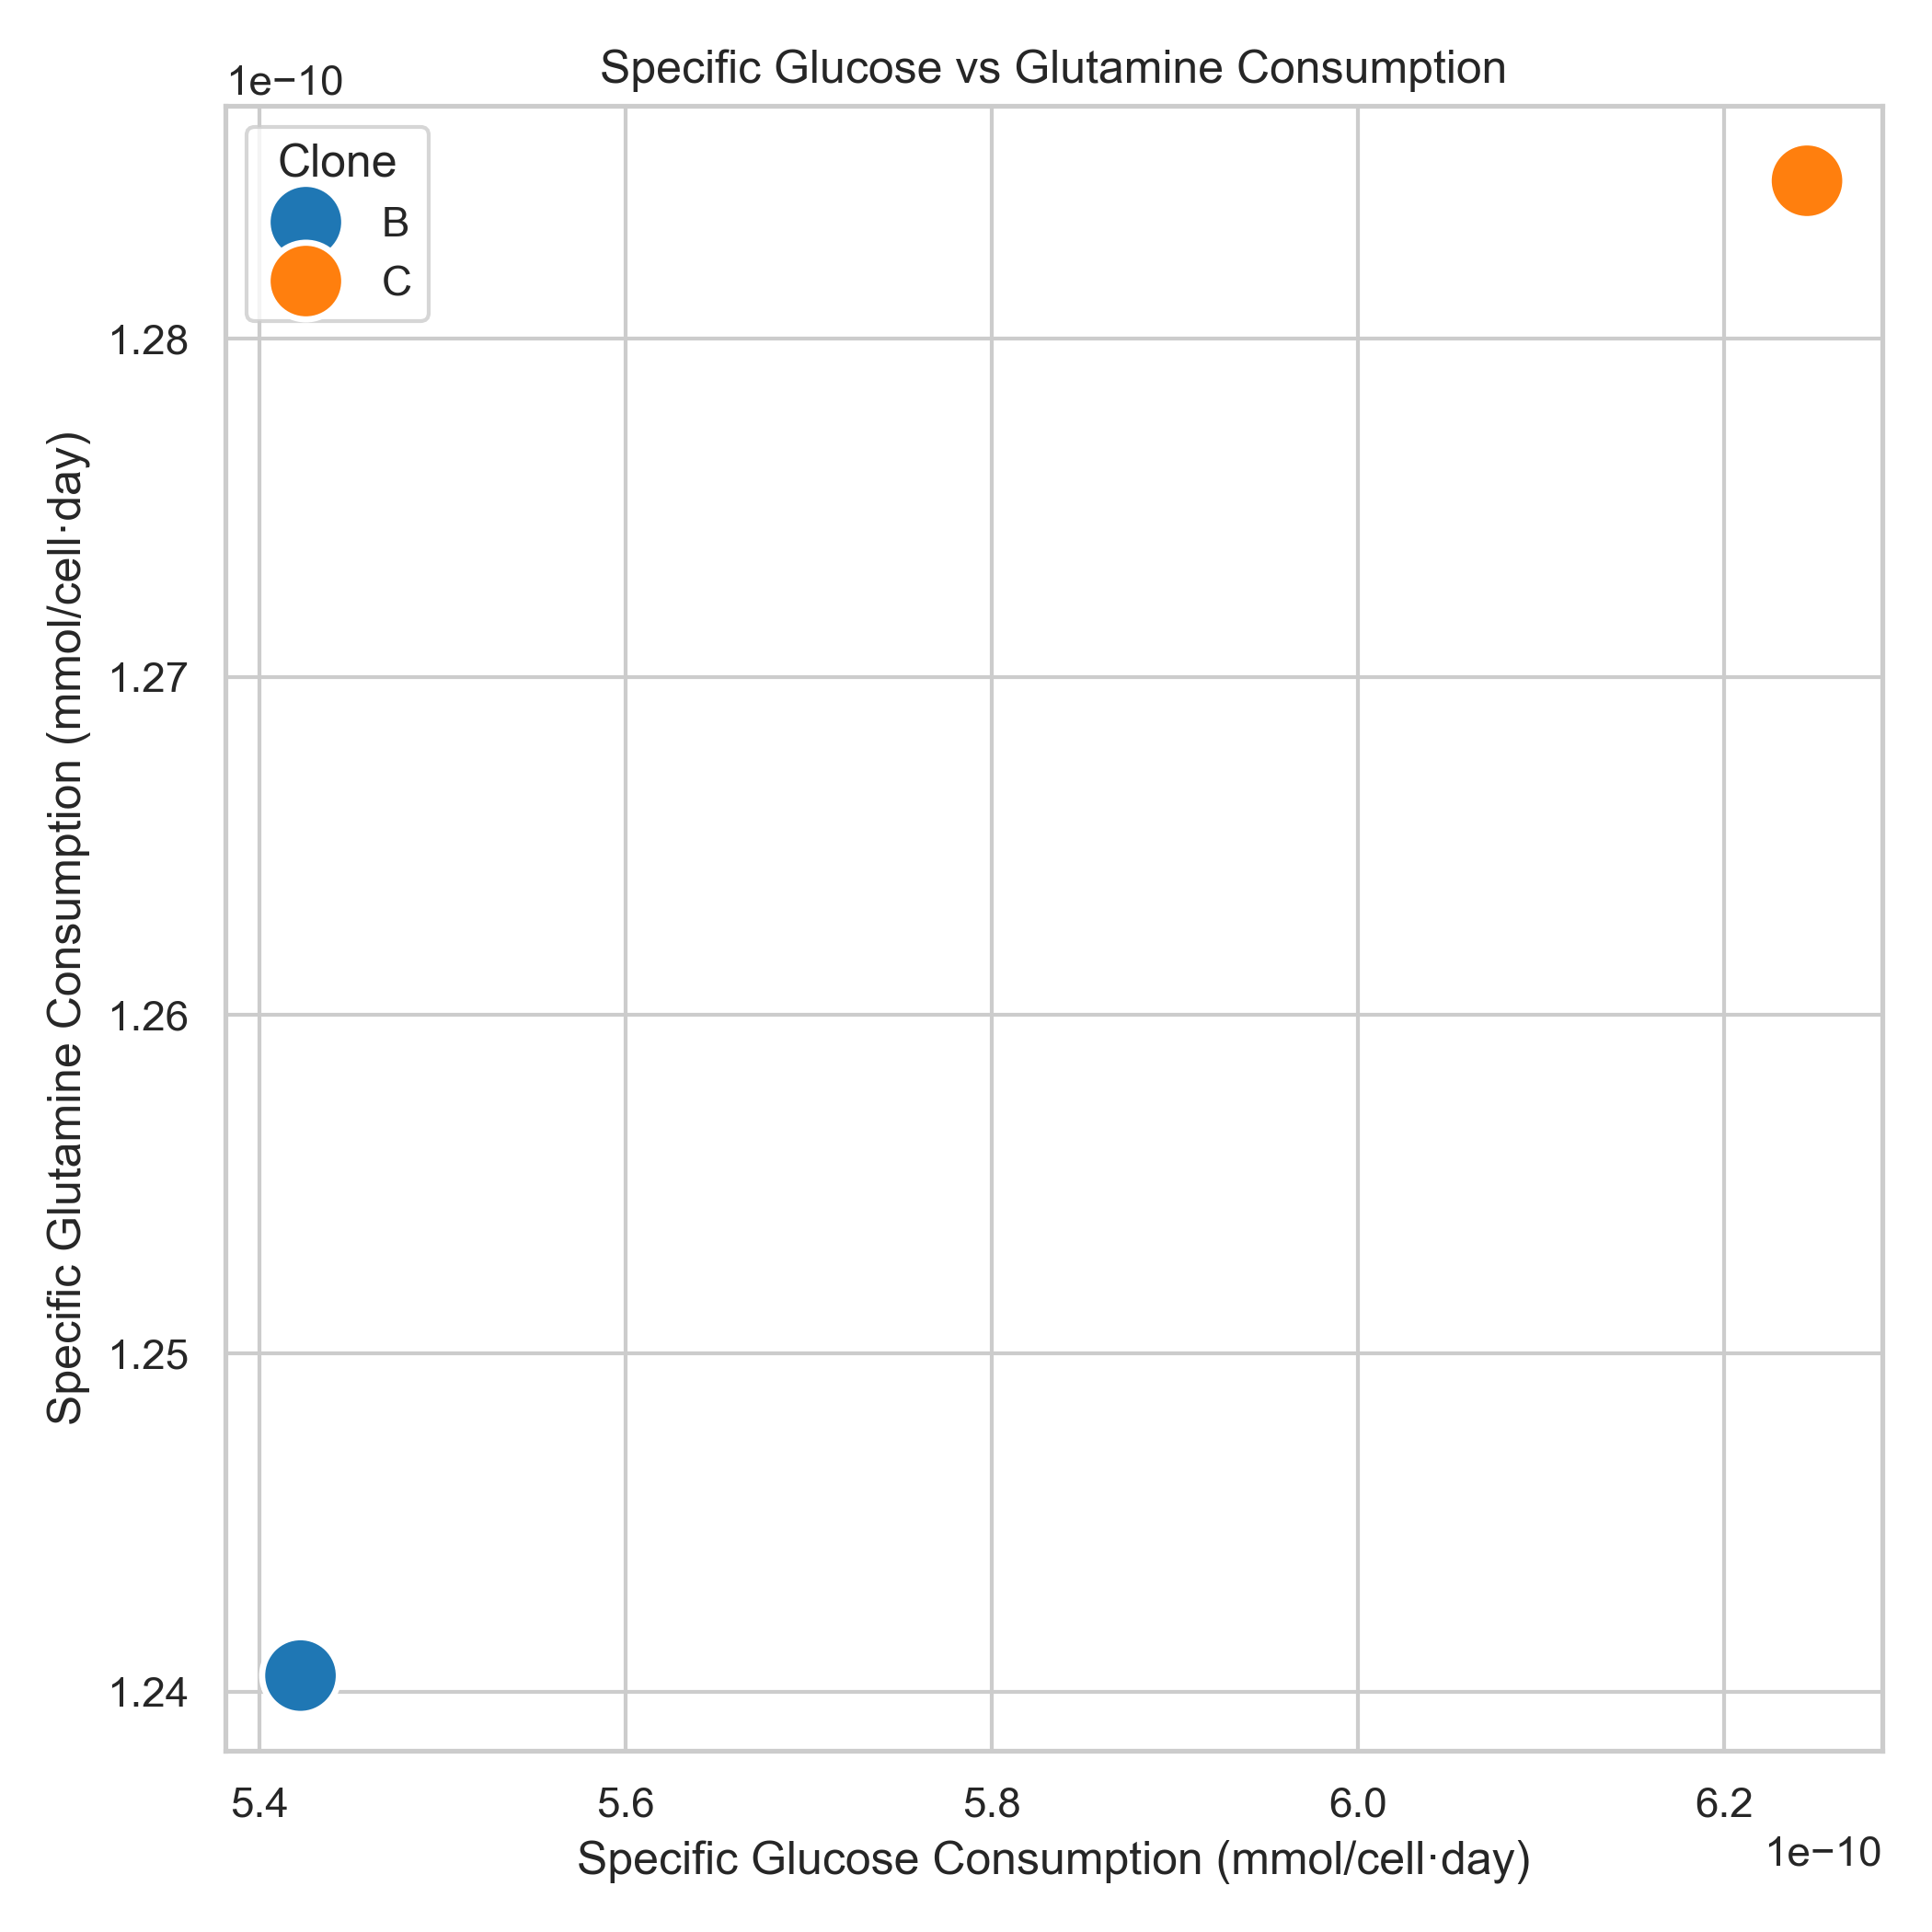 Specific Glucose vs Glutamine Consumption
1e−10
Clone
B
C
1.28
1.27
1.26
1.25
1.24
Specific Glutamine Consumption (mmol/cell·day)
5.4 5.6 5.8 6.0 6.2
1e−10
Specific Glucose Consumption (mmol/cell·day)